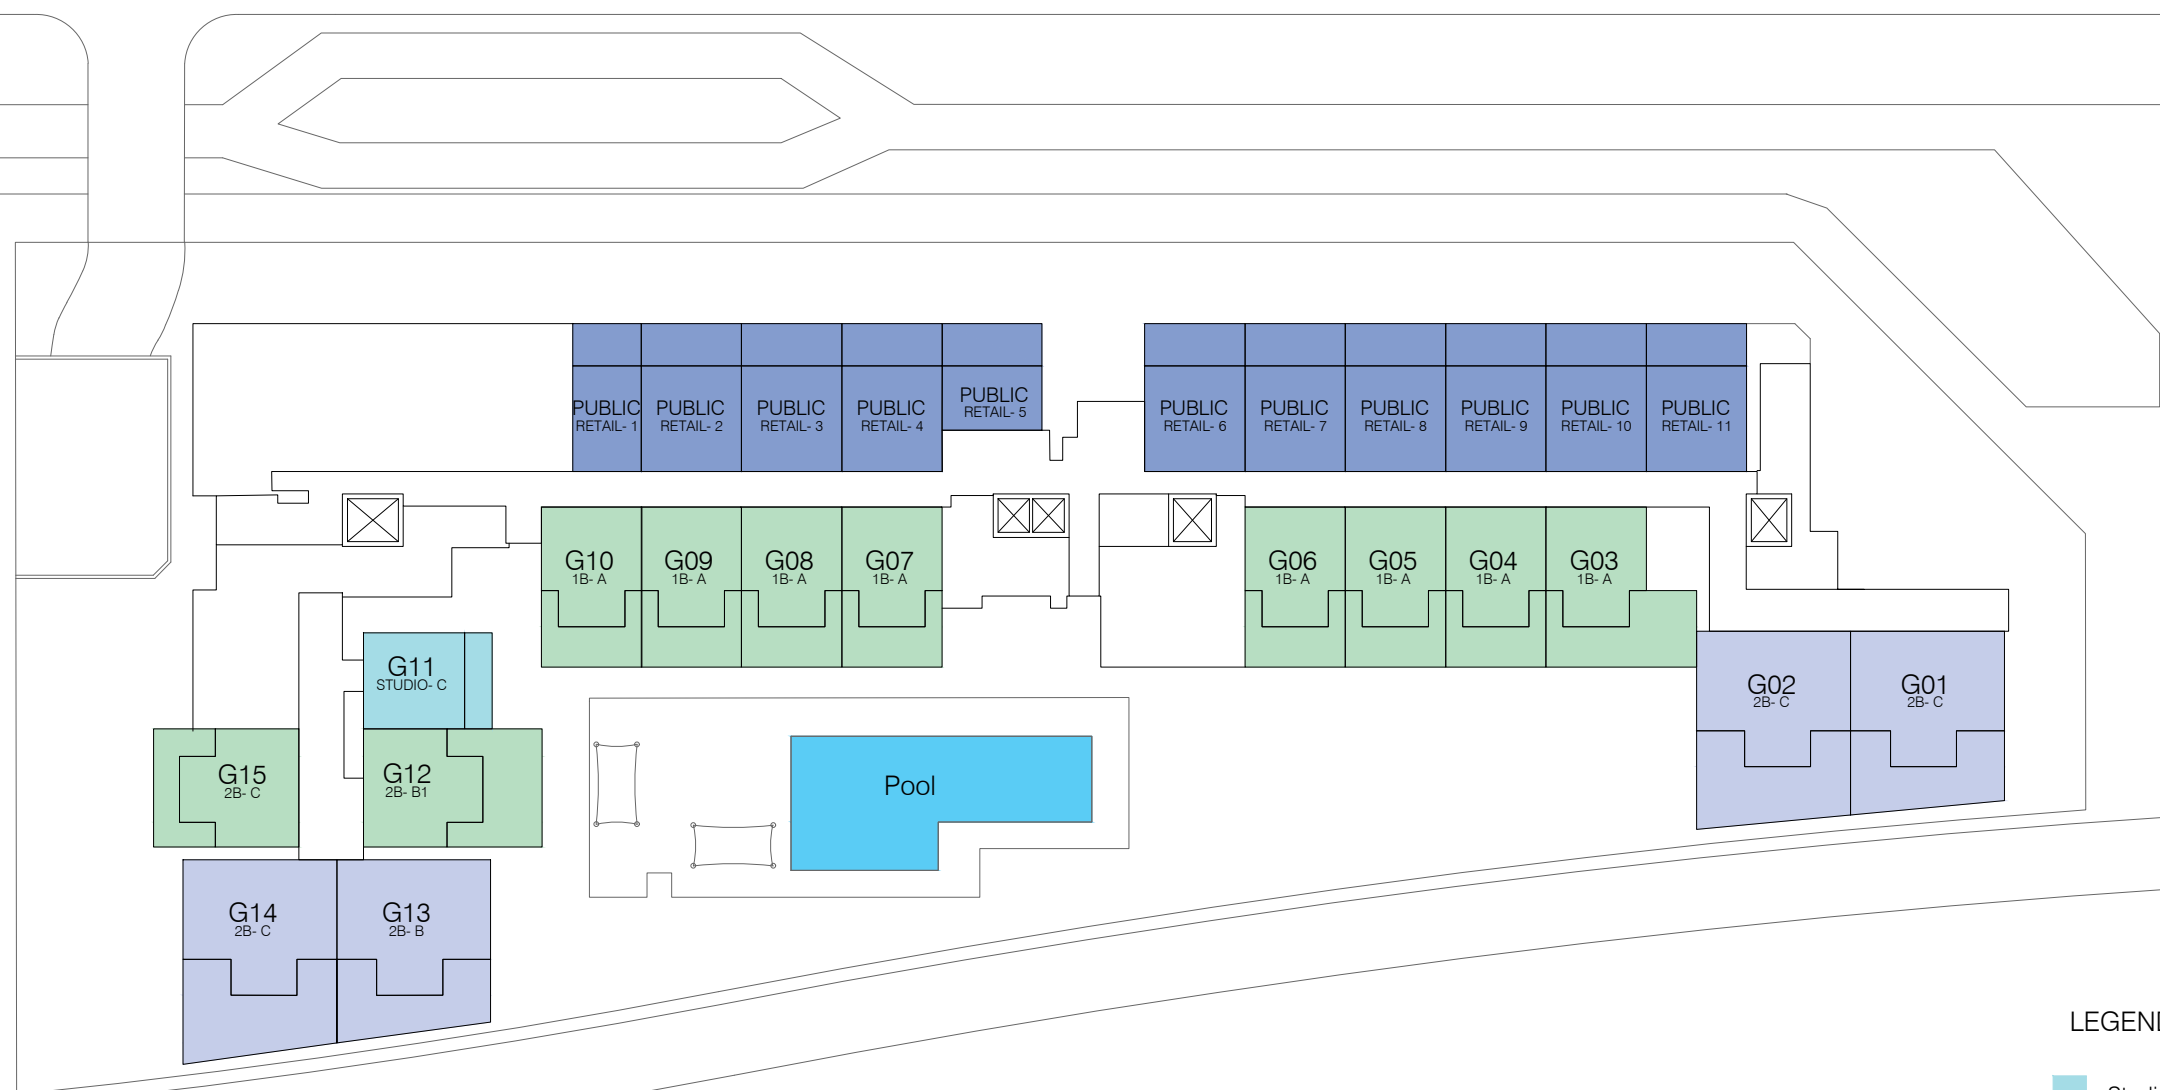 PUBLIC
RETAIL- 1
PUBLIC
RETAIL- 2
PUBLIC
RETAIL- 3
PUBLIC
RETAIL- 4
PUBLIC
RETAIL- 5
PUBLIC
RETAIL- 6
PUBLIC
RETAIL- 7
PUBLIC
RETAIL- 8
PUBLIC
RETAIL- 9
PUBLIC
RETAIL- 10
PUBLIC
RETAIL- 11
G10
1B- A
G09
1B- A
G08
1B- A
G07
1B- A
G06
1B- A
G05
1B- A
G04
1B- A
G03
1B- A
G11
STUDIO- C
G02
2B- C
G01
2B- C
G15
2B- C
G12
2B- B1
Pool
G14
2B- C
G13
2B- B